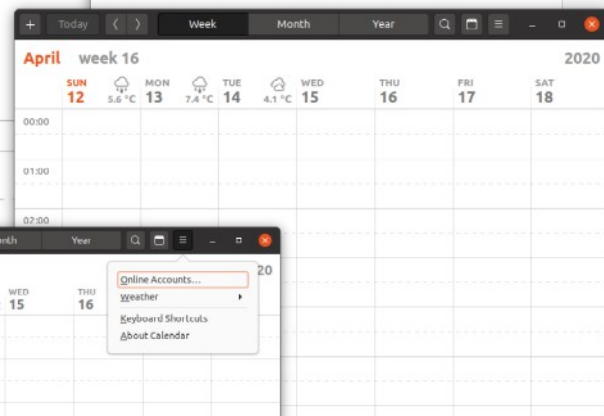 + Today < > Week Month Year
April week 16 2020
SUN MON TUE WED THU FRI SAT
12 5.6 °C 13 7.4 °C 14 4.1 °C 15 16 17 18
00:00
01:00
02:00
Year
20
WED THU
15 16
Online Accounts...
Weather
Keyboard Shortcuts
About Calendar